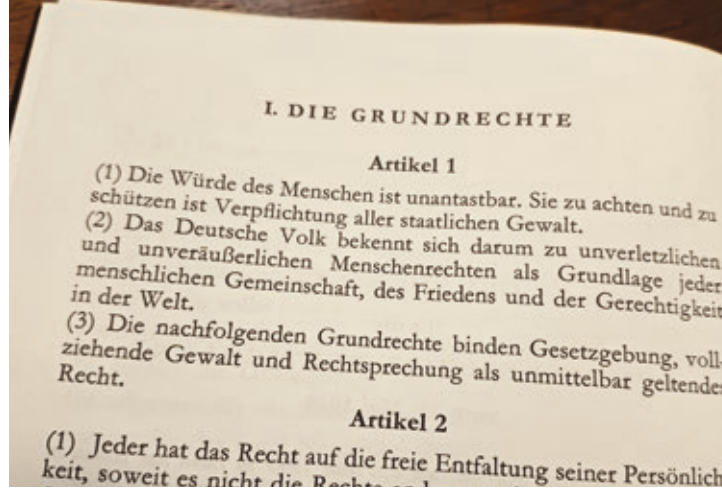 I. DIE GRUNDRECHTE
Artikel 1
(1) Die Würde des Menschen ist unantastbar. Sie zu achten und zu
schützen ist Verpflichtung aller staatlichen Gewalt.
(2) Das Deutsche Volk bekennt sich darum zu unverletzlichen
und unveräußerlichen Menschenrechten als Grundlage jeder
menschlichen Gemeinschaft, des Friedens und der Gerechtigkeit
in der Welt.
(3) Die nachfolgenden Grundrechte binden Gesetzgebung, voll-
ziehende Gewalt und Rechtsprechung als unmittelbar geltendes
Recht.
Artikel 2
(1) Jeder hat das Recht auf die freie Entfaltung seiner Persönlich
keit, soweit es nicht die Rechte